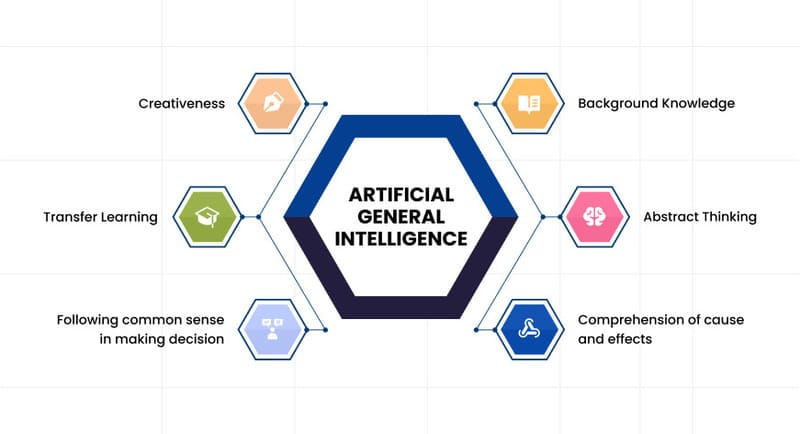 Creativeness
Background Knowledge
ARTIFICIAL
GENERAL
INTELLIGENCE
Transfer Learning
Abstract Thinking
Following common sense
in making decision
Comprehension of cause
and effects